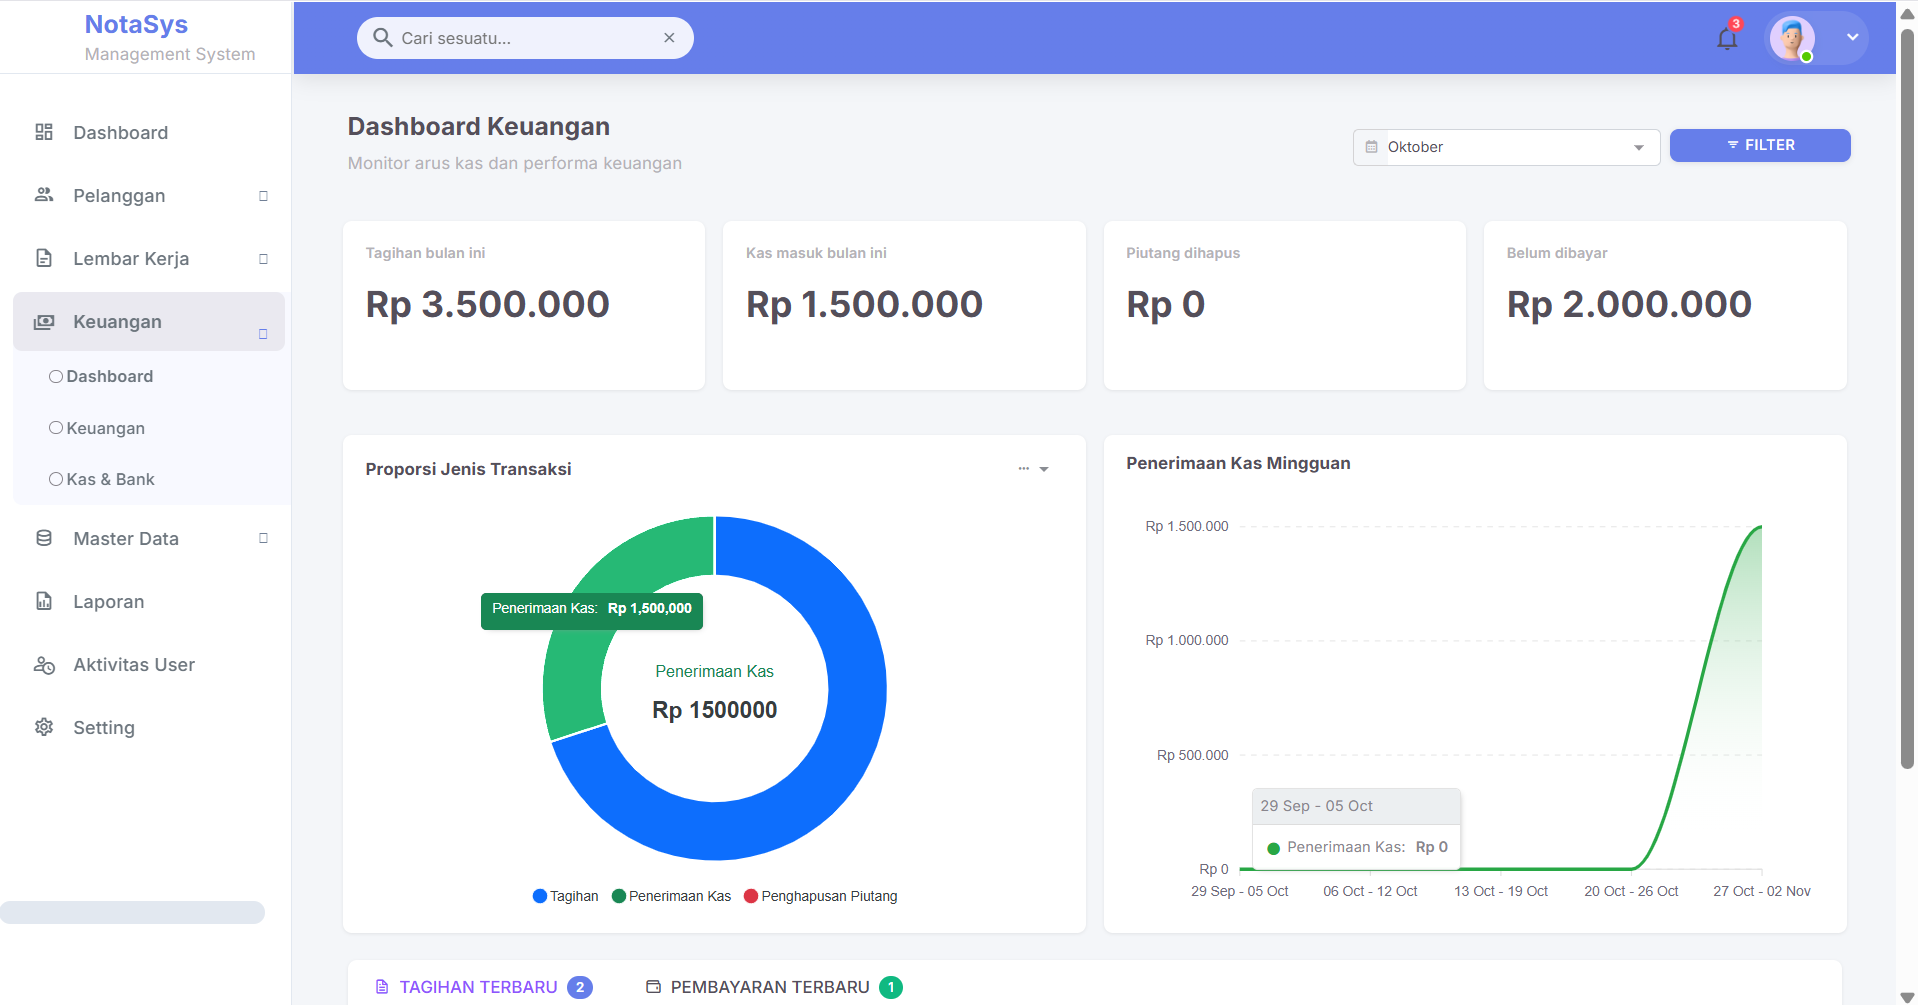 NotaSys
Management System
Cari sesuatu...
3
Dashboard
Pelanggan
Lembar Kerja
Keuangan
Dashboard
Keuangan
Kas & Bank
Master Data
Laporan
Aktivitas User
Setting
Dashboard Keuangan
Monitor arus kas dan performa keuangan
Oktober
FILTER
Tagihan bulan ini
Rp 3.500.000
Kas masuk bulan ini
Rp 1.500.000
Piutang dihapus
Rp 0
Belum dibayar
Rp 2.000.000
Proporsi Jenis Transaksi
Penerimaan Kas: Rp 1,500,000
Penerimaan Kas
Rp 1500000
Tagihan Penerimaan Kas Penghapusan Piutang
Penerimaan Kas Mingguan
Rp 1.500.000
Rp 1.000.000
Rp 500.000
Rp 0
29 Sep - 05 Oct
Penerimaan Kas: Rp 0
29 Sep - 05 Oct 06 Oct - 12 Oct 13 Oct - 19 Oct 20 Oct - 26 Oct 27 Oct - 02 Nov
TAGIHAN TERBARU 2 PEMBAYARAN TERBARU 1